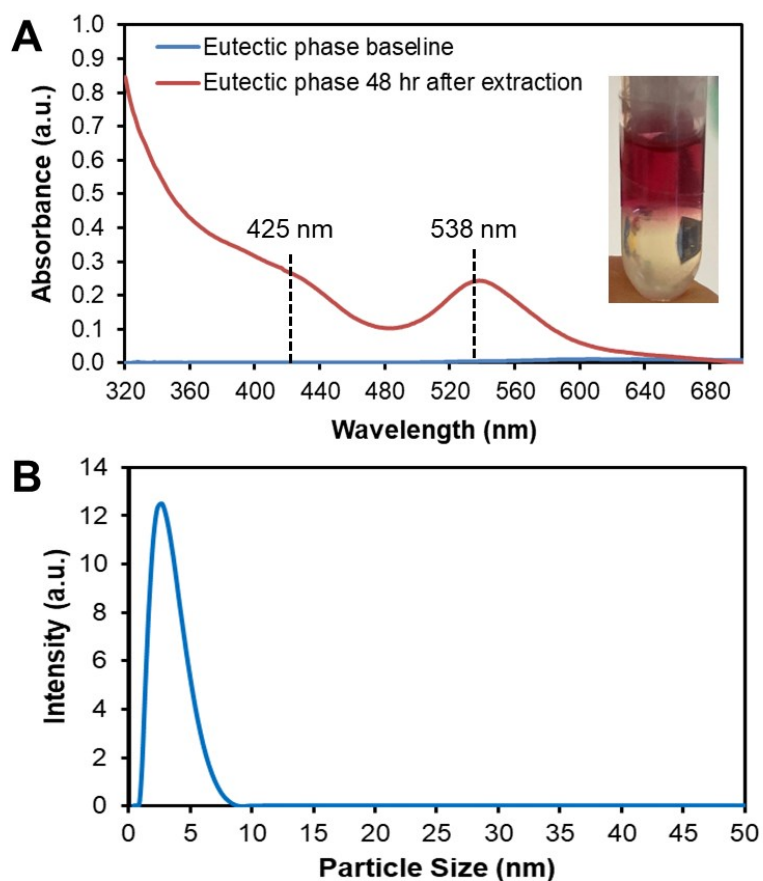 A
Absorbance (a.u.)
1.0
0.9
0.8
0.7
0.6
0.5
0.4
0.3
0.2
0.1
0.0
Eutectic phase baseline
Eutectic phase 48 hr after extraction
425 nm
538 nm
320 360 400 440 480 520 560 600 640 680
Wavelength (nm)
B
Intensity (a.u.)
14
12
10
8
6
4
2
0
0 5 10 15 20 25 30 35 40 45 50
Particle Size (nm)